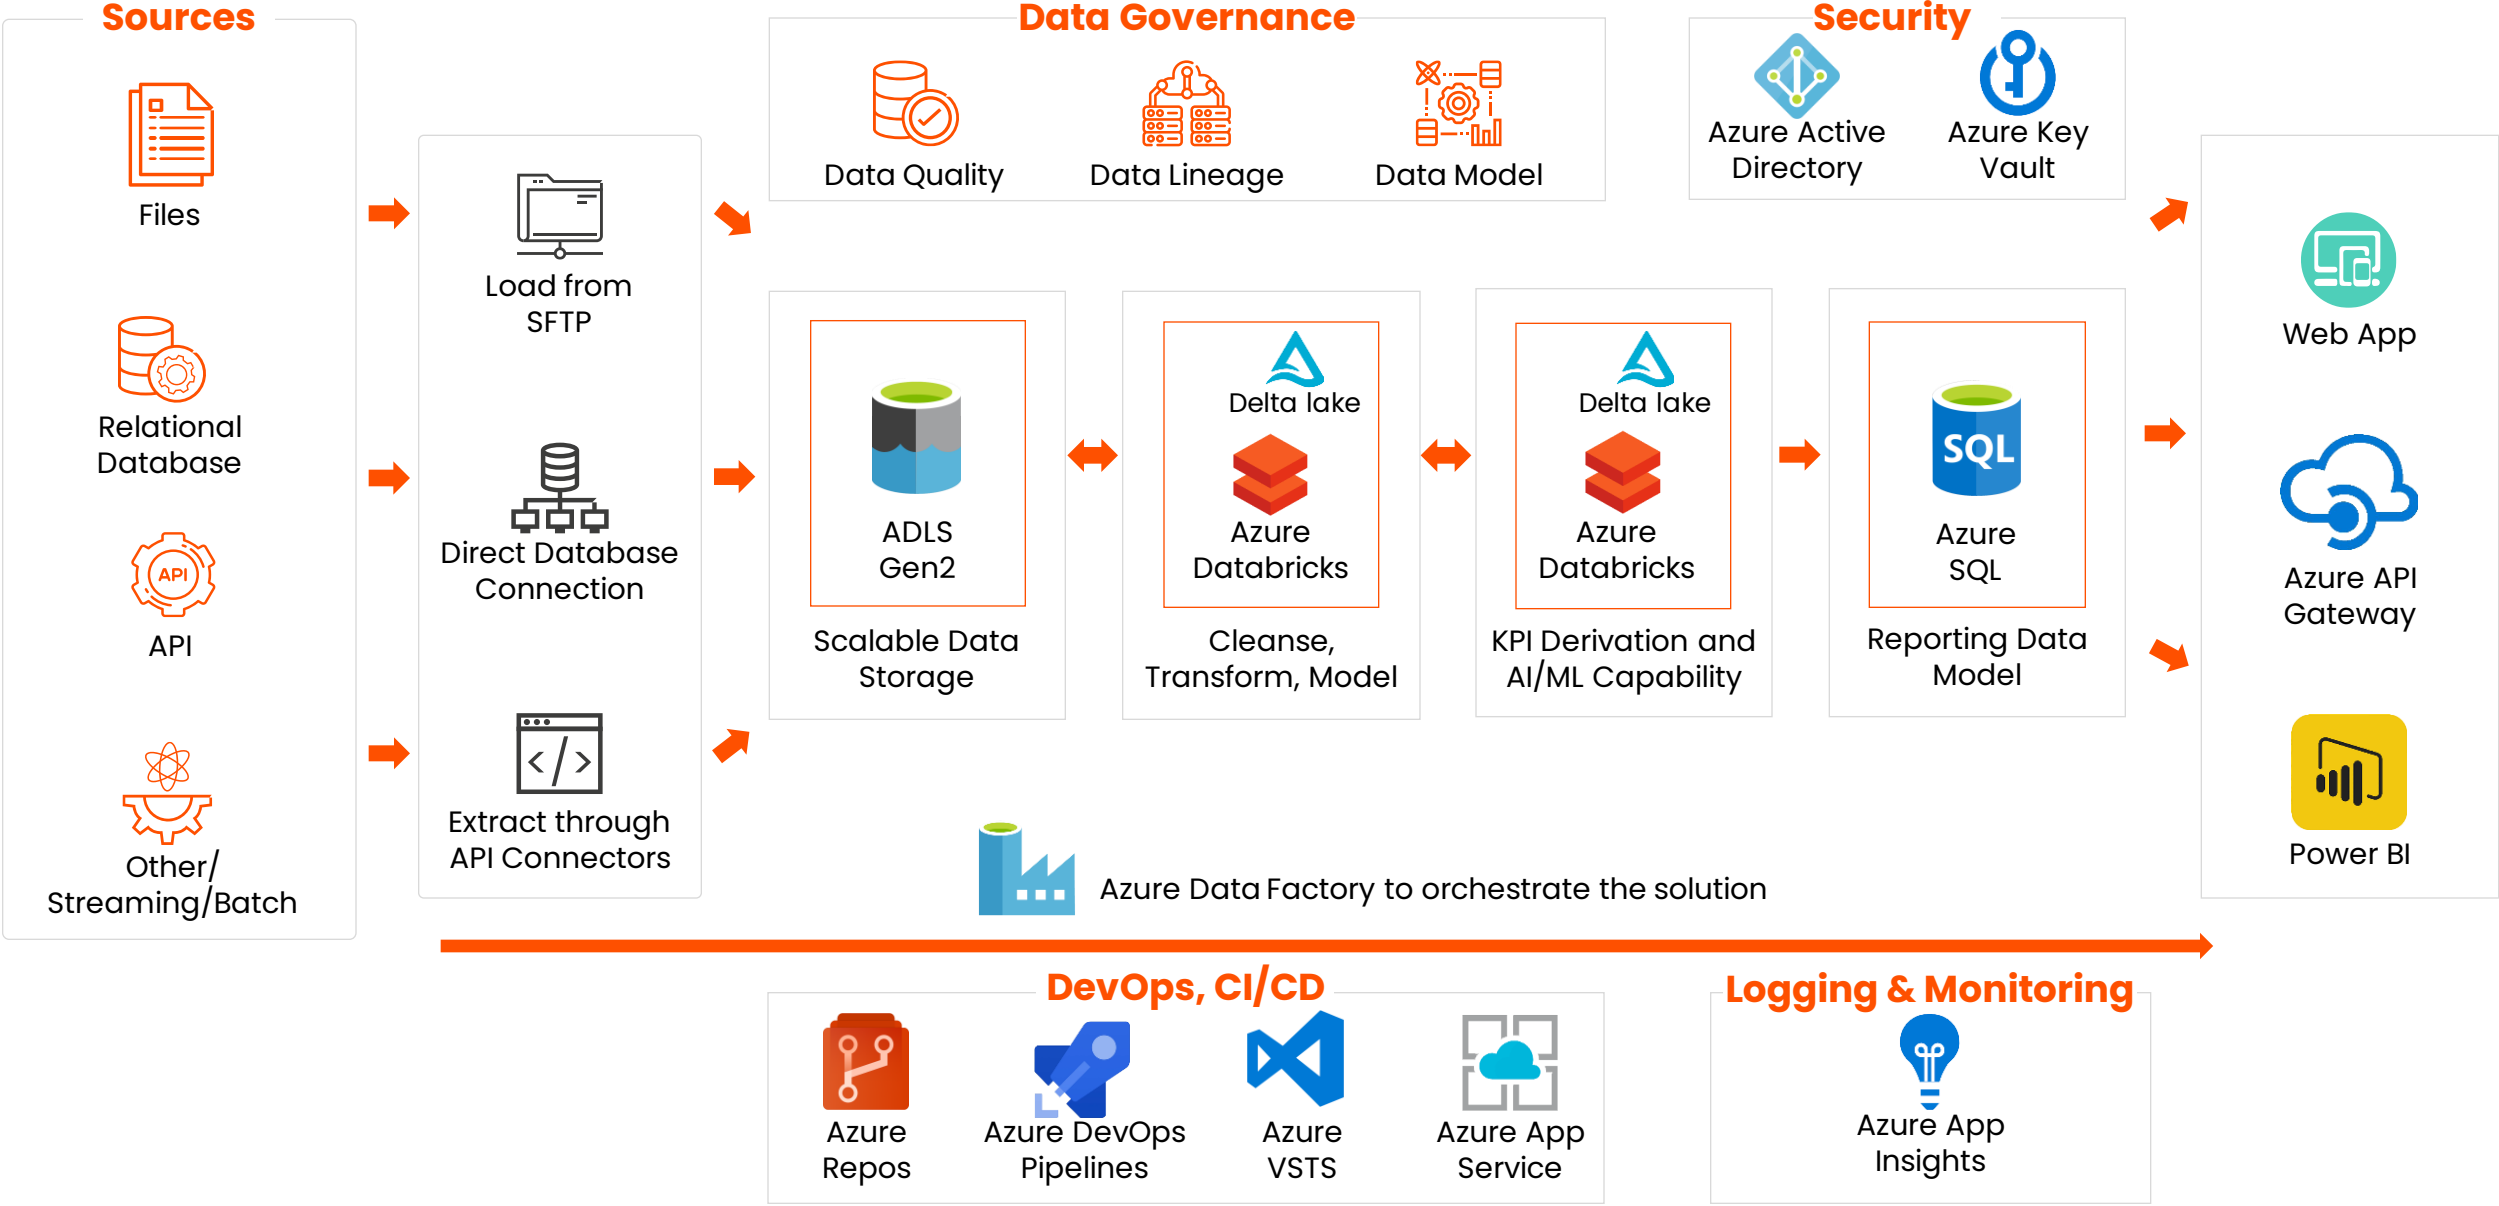 Sources
Files
Relational
Database
API
API
Other/
Streaming/Batch
Load from
SFTP
Direct Database
Connection
</>
Extract through
API Connectors
Data Governance
Data Quality
Data Lineage
Data Model
Security
Azure Active
Directory
Azure Key
Vault
ADLS
Gen2
Scalable Data
Storage
Delta lake
Azure
Databricks
Cleanse,
Transform, Model
Delta lake
Azure
Databricks
KPI Derivation and
AI/ML Capability
SQL
Azure
SQL
Reporting Data
Model
Web App
Azure API
Gateway
Power BI
Azure Data Factory to orchestrate the solution
DevOps, CI/CD
Azure
Repos
Azure DevOps
Pipelines
Azure
VSTS
Azure App
Service
Logging & Monitoring
Azure App
Insights